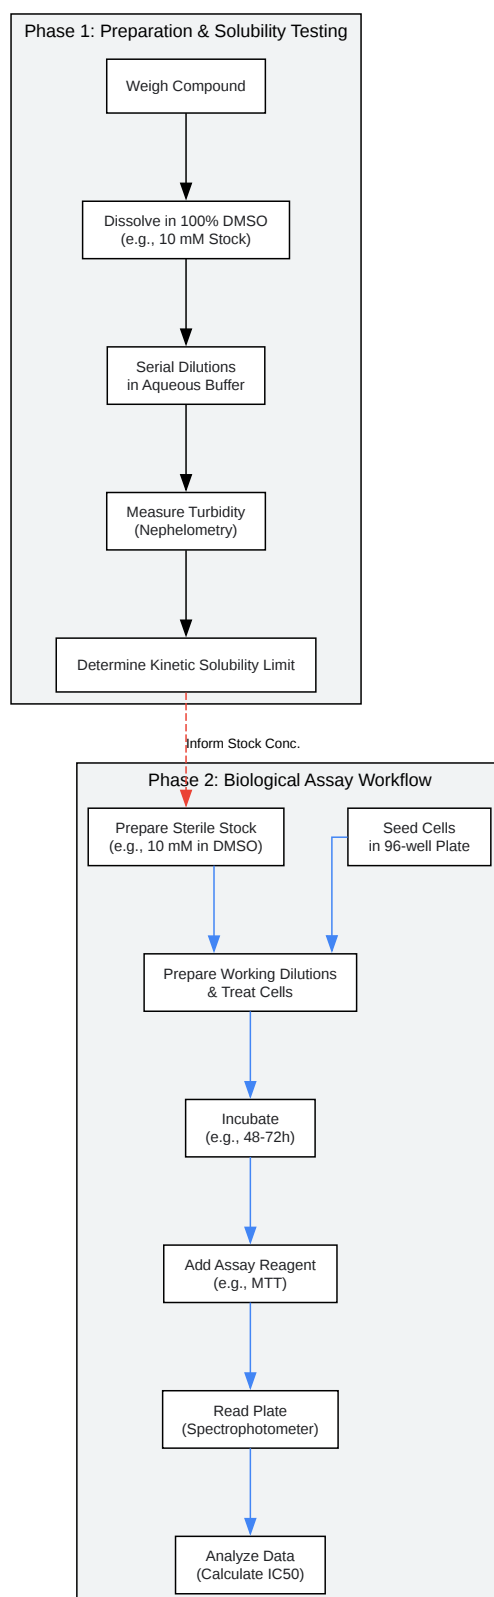 Phase 1: Preparation & Solubility Testing
Weigh Compound
Dissolve in 100% DMSO
(e.g., 10 mM Stock)
Serial Dilutions
in Aqueous Buffer
Measure Turbidity
(Nephelometry)
Determine Kinetic Solubility Limit
Inform Stock Conc.
Phase 2: Biological Assay Workflow
Prepare Sterile Stock
(e.g., 10 mM in DMSO)
Seed Cells
in 96-well Plate
Prepare Working Dilutions
& Treat Cells
Incubate
(e.g., 48-72h)
Add Assay Reagent
(e.g., MTT)
Read Plate
(Spectrophotometer)
Analyze Data
(Calculate IC50)